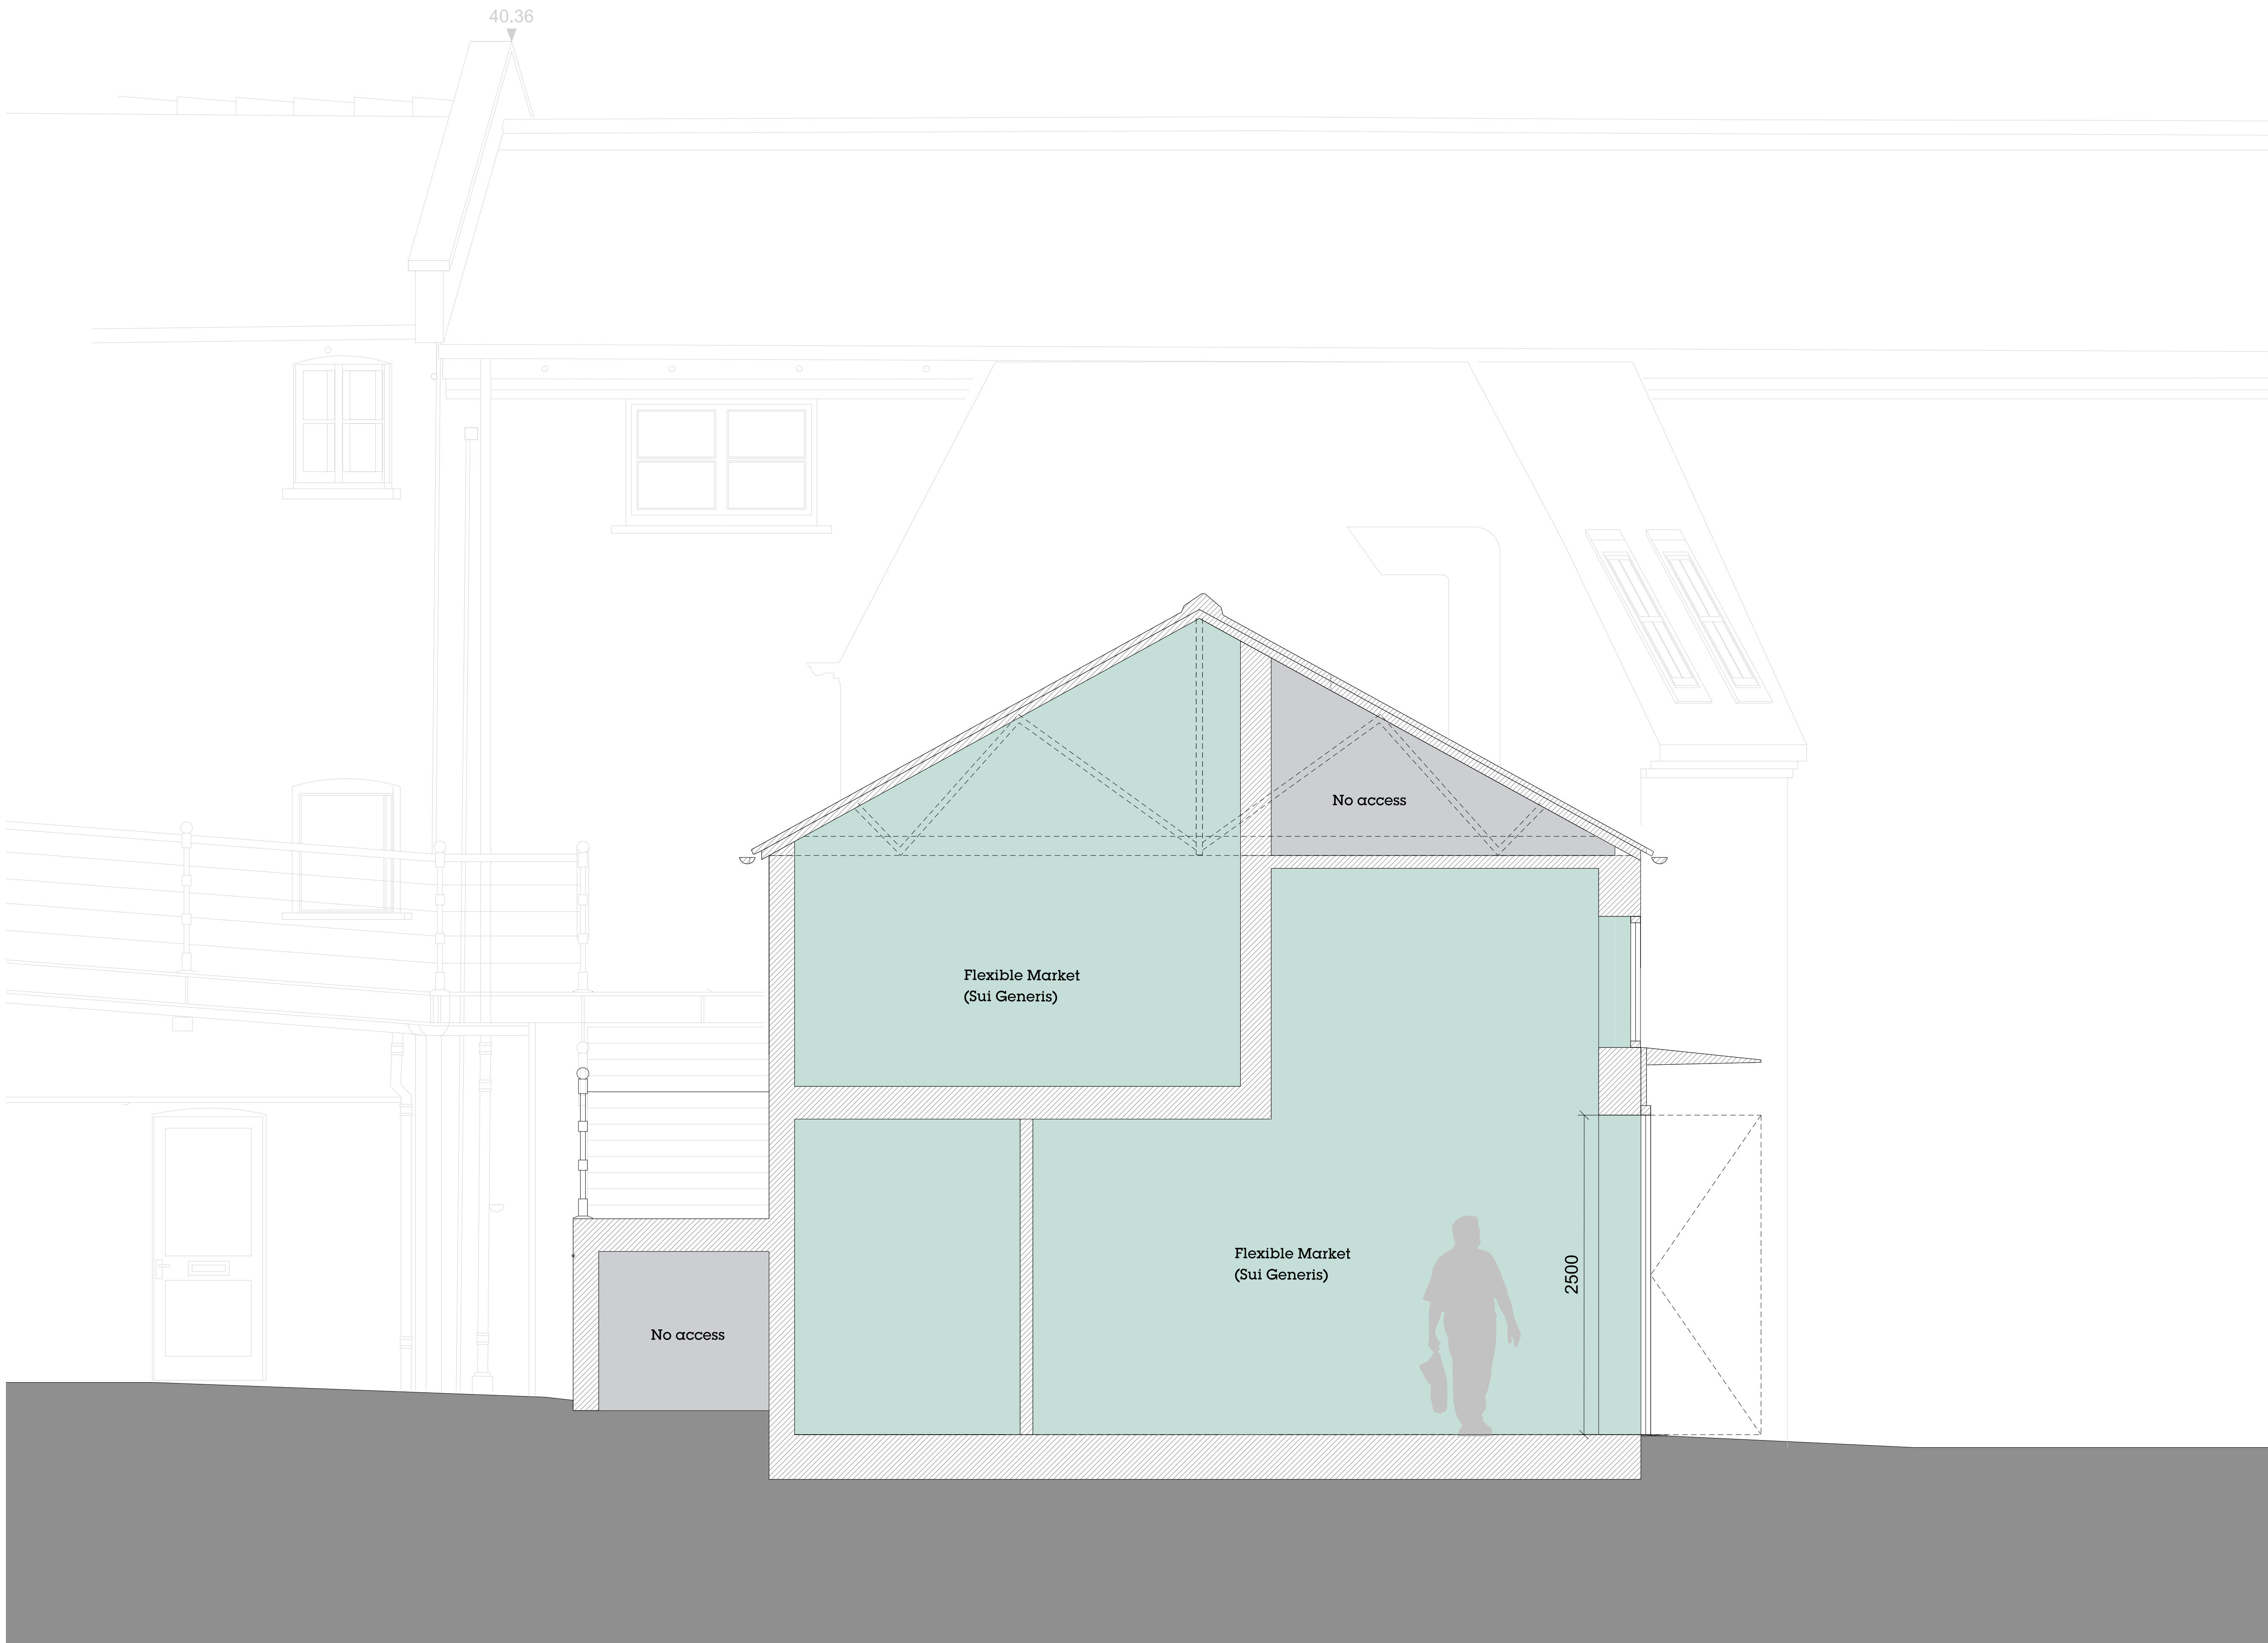 40.36
No access
Flexible Market
(Sui Generis)
Flexible Market
(Sui Generis)
2500
No access